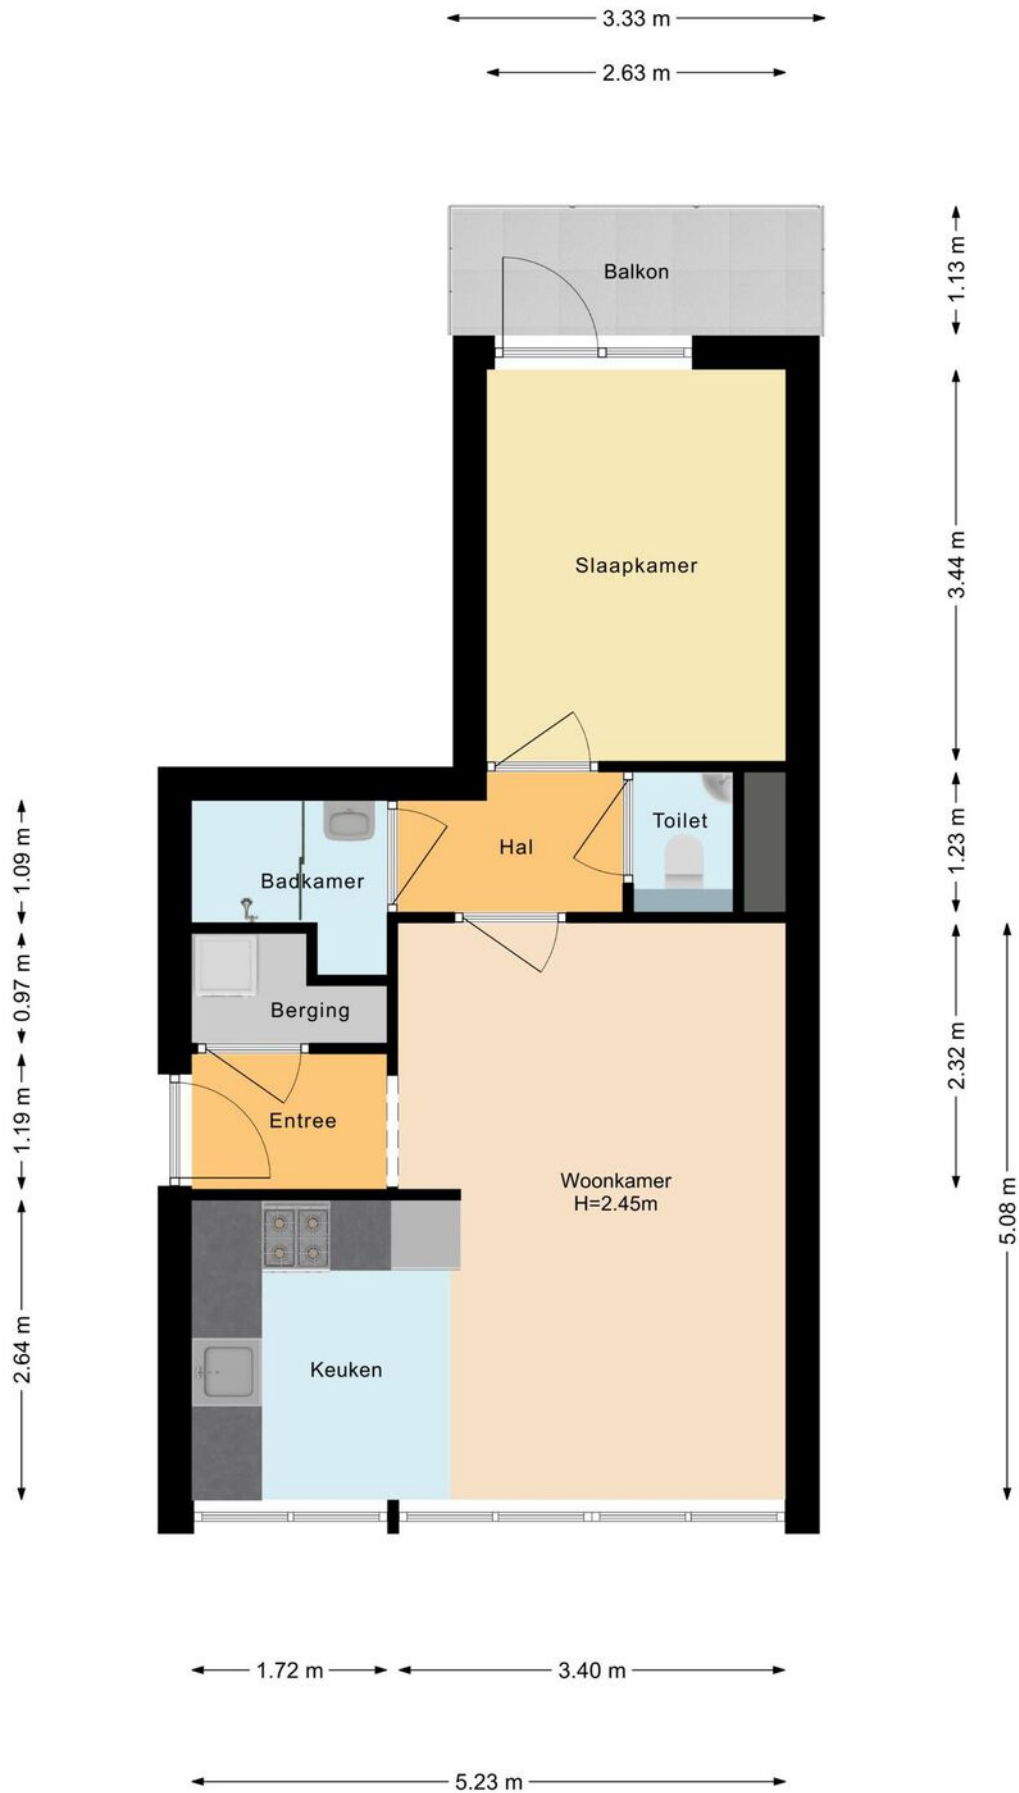 3.33 m
2.63 m
Balkon
1.13 m
Slaapkamer
3.44 m
Toilet
Hal
Badkamer
1.09 m
1.23 m
Berging
0.97 m
2.32 m
Entree
1.19 m
Woonkamer
H=2.45m
5.08 m
Keuken
2.64 m
1.72 m
3.40 m
5.23 m